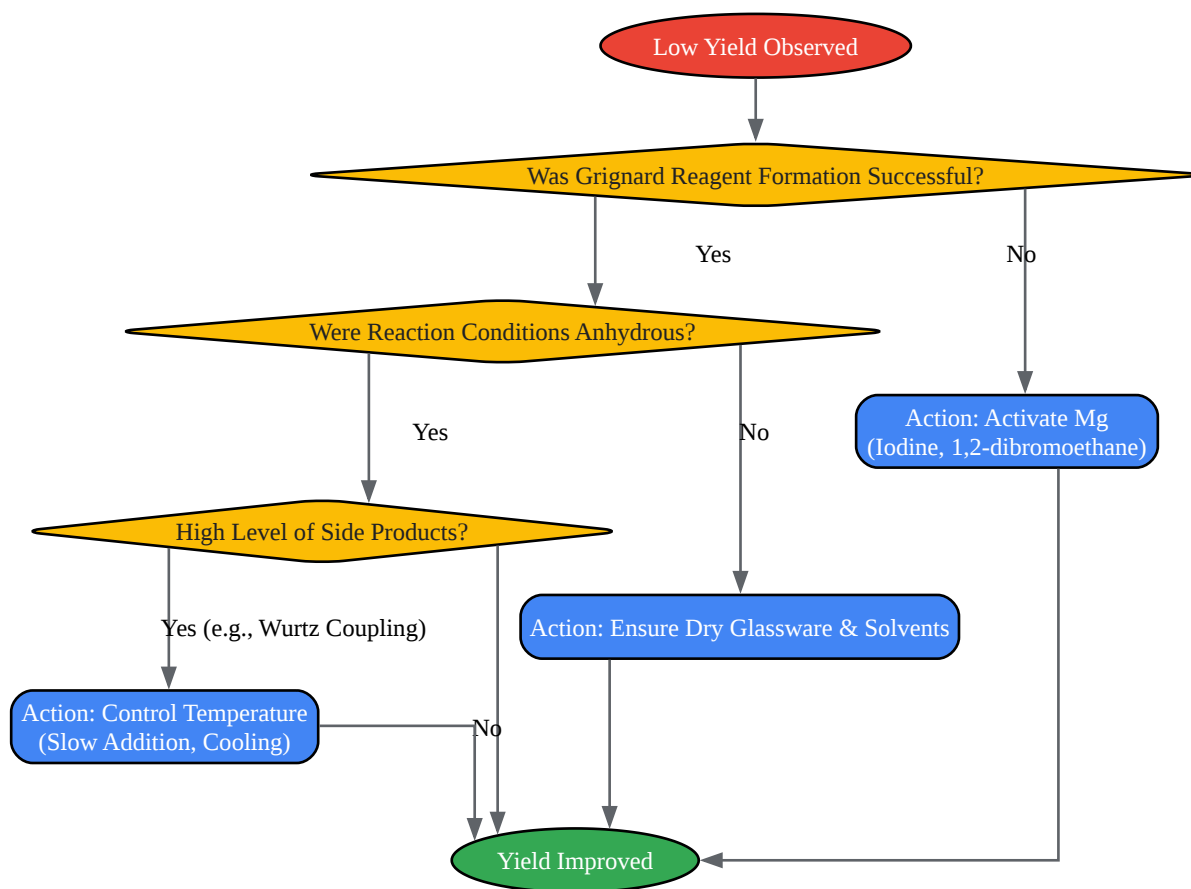 Low Yield Observed
Was Grignard Reagent Formation Successful?
Yes
No
Were Reaction Conditions Anhydrous?
Action: Activate Mg
(Iodine, 1,2-dibromoethane)
Yes
No
High Level of Side Products?
Yes (e.g., Wurtz Coupling)
Action: Ensure Dry Glassware & Solvents
Action: Control Temperature
(Slow Addition, Cooling)
No
Yield Improved